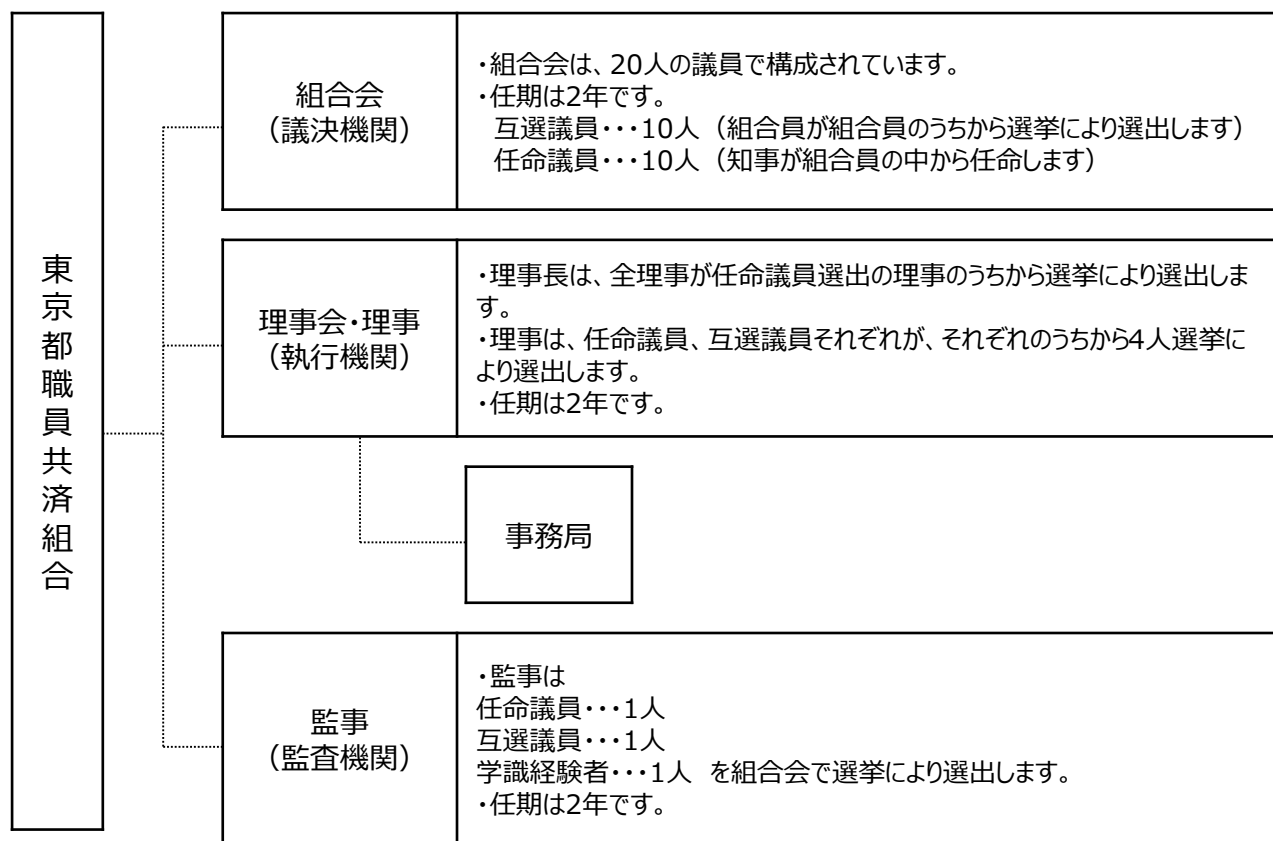 東京都職員共済組合
組合会
（議決機関）
・組合会は、20人の議員で構成されています。
・任期は2年です。
互選議員・・・10人（組合員が組合員のうちから選挙により選出します）
任命議員・・・10人（知事が組合員の中から任命します）
理事会・理事
（執行機関）
・理事長は、全理事が任命議員選出の理事のうちから選挙により選出しま
す。
・理事は、任命議員、互選議員それぞれが、それぞれのうちから4人選挙に
より選出します。
・任期は2年です。
事務局
監事
（監査機関）
・監事は
任命議員・・・1人
互選議員・・・1人
学識経験者・・・1人 を組合会で選挙により選出します。
・任期は2年です。